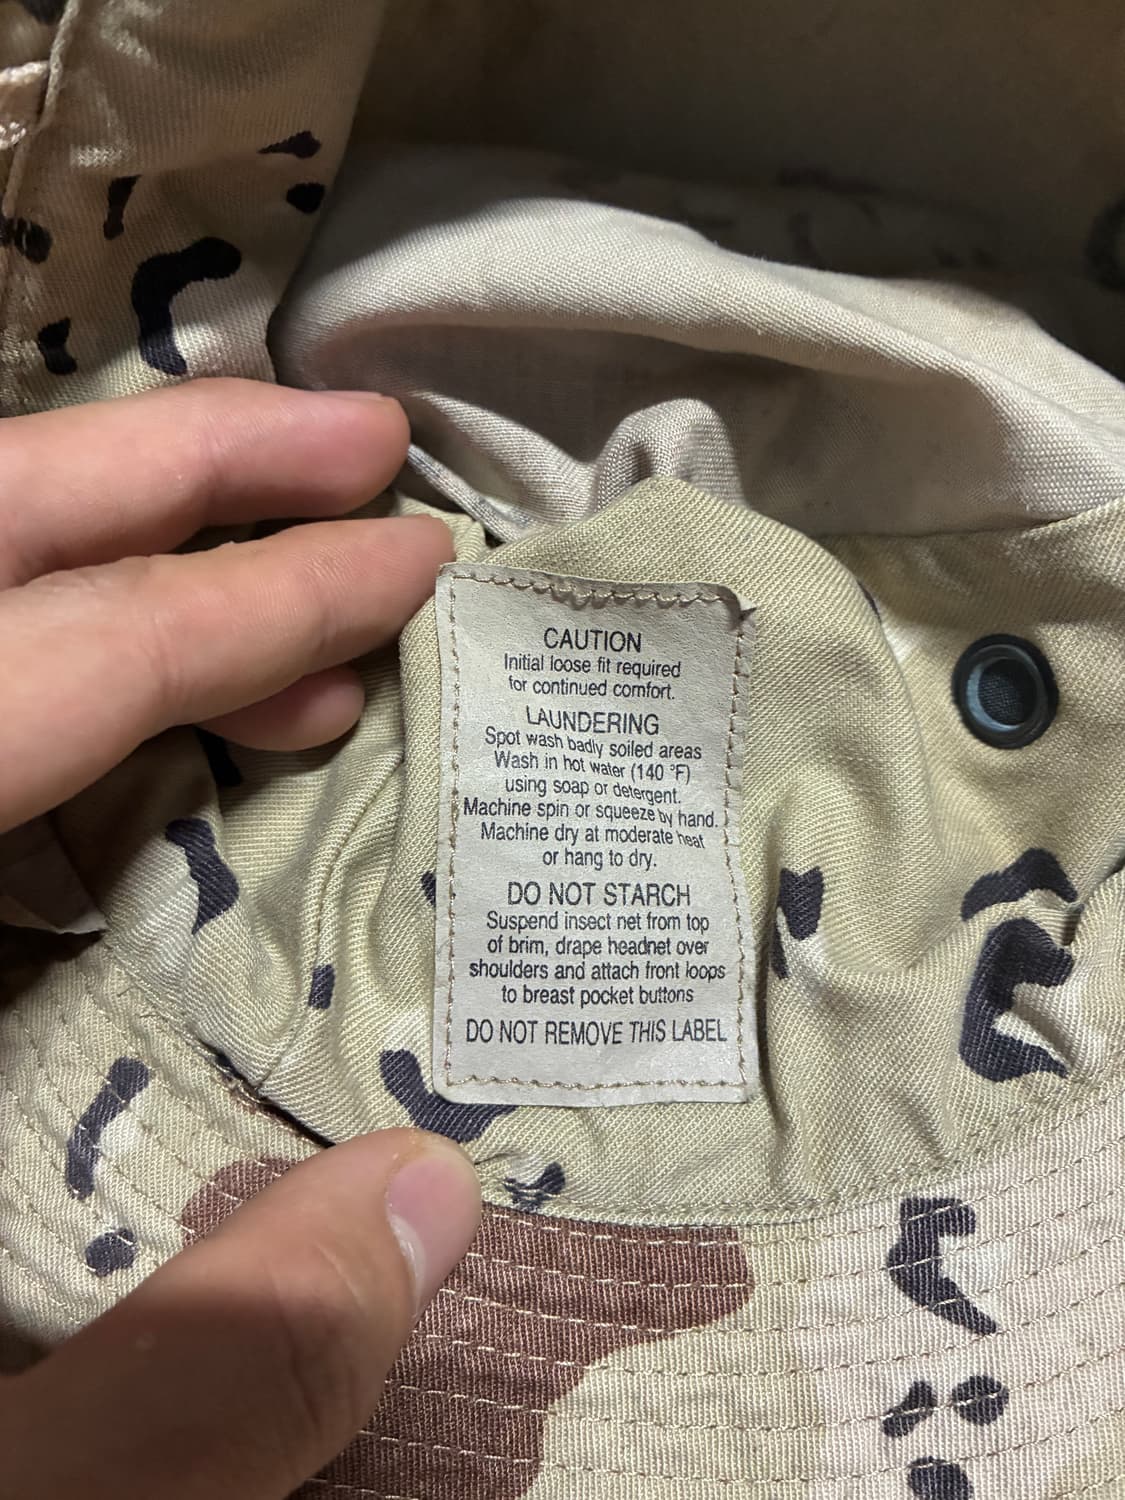 CAUTION
Initial loose fit required
for continued comfort.
LAUNDERING
Spot wash badly soiled areas
Wash in hot water (140 °F)
using soap or detergent.
Machine spin or squeeze by hand.
Machine dry at moderate heat
or hang to dry.
DO NOT STARCH
Suspend insect net from top
of brim, drape headnet over
shoulders and attach front loops
to breast pocket buttons
DO NOT REMOVE THIS LABEL